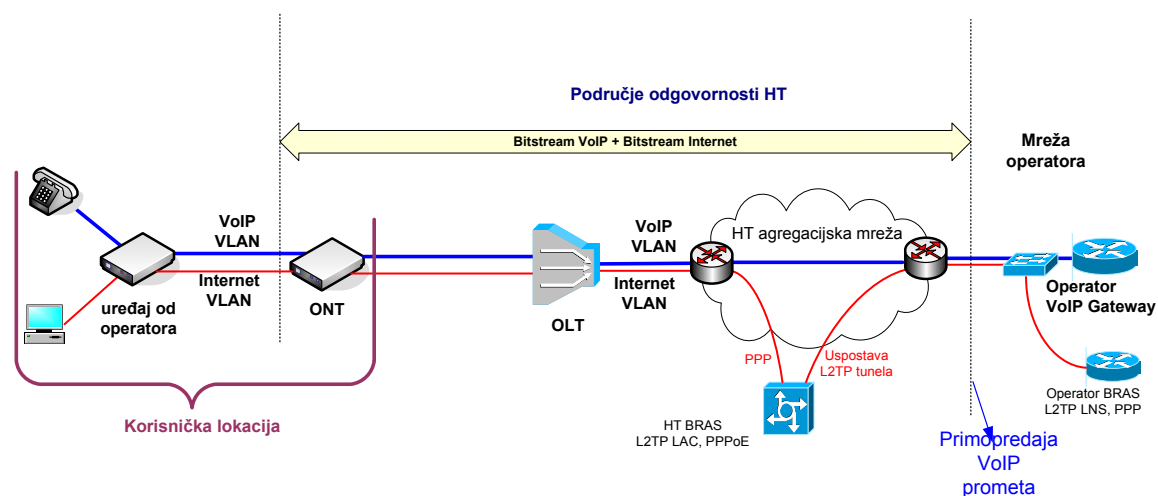 Područje odgovornosti HT
Bitstream VoIP + Bitstream Internet
Mreža
operatora
VoIP
VLAN
Internet
VLAN
uređaj od
operatora
ONT
OLT
VoIP
VLAN
Internet
VLAN
HT agregacijska mreža
Operator
VoIP Gateway
PPP
Uspostava
L2TP tunela
HT BRAS
L2TP LAC, PPPoE
Operator BRAS
L2TP LNS, PPP
Korisnička lokacija
Primopredaja
VoIP
prometa